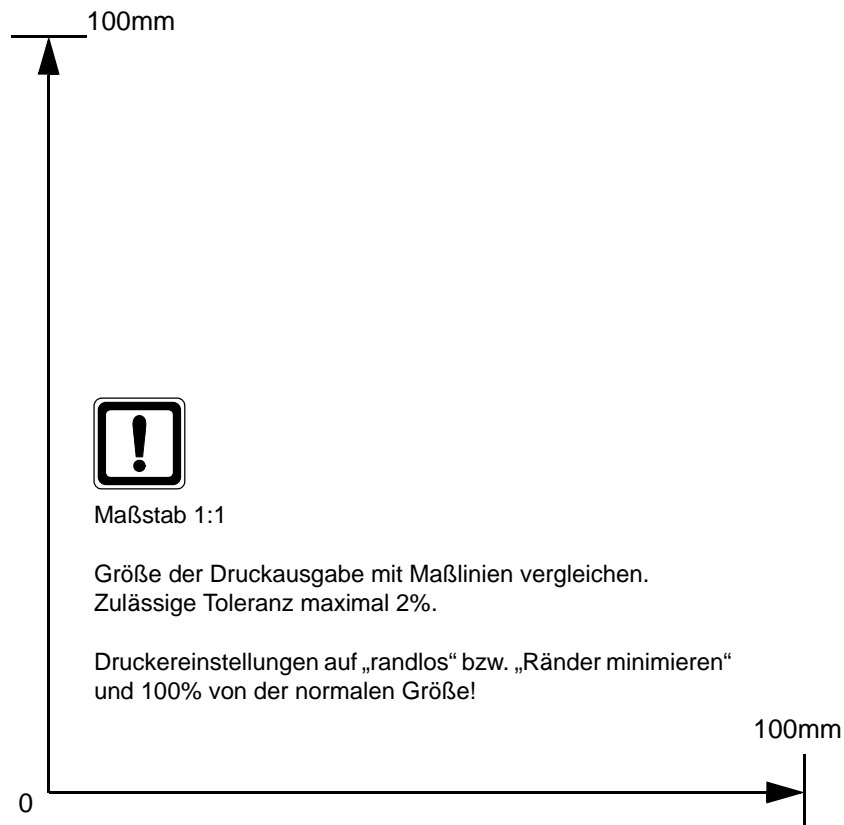 100mm
Maßstab 1:1
Größe der Druckausgabe mit Maßlinien vergleichen.
Zulässige Toleranz maximal 2%.
Druckereinstellungen auf „randlos“ bzw. „Ränder minimieren“
und 100% von der normalen Größe!
100mm
0